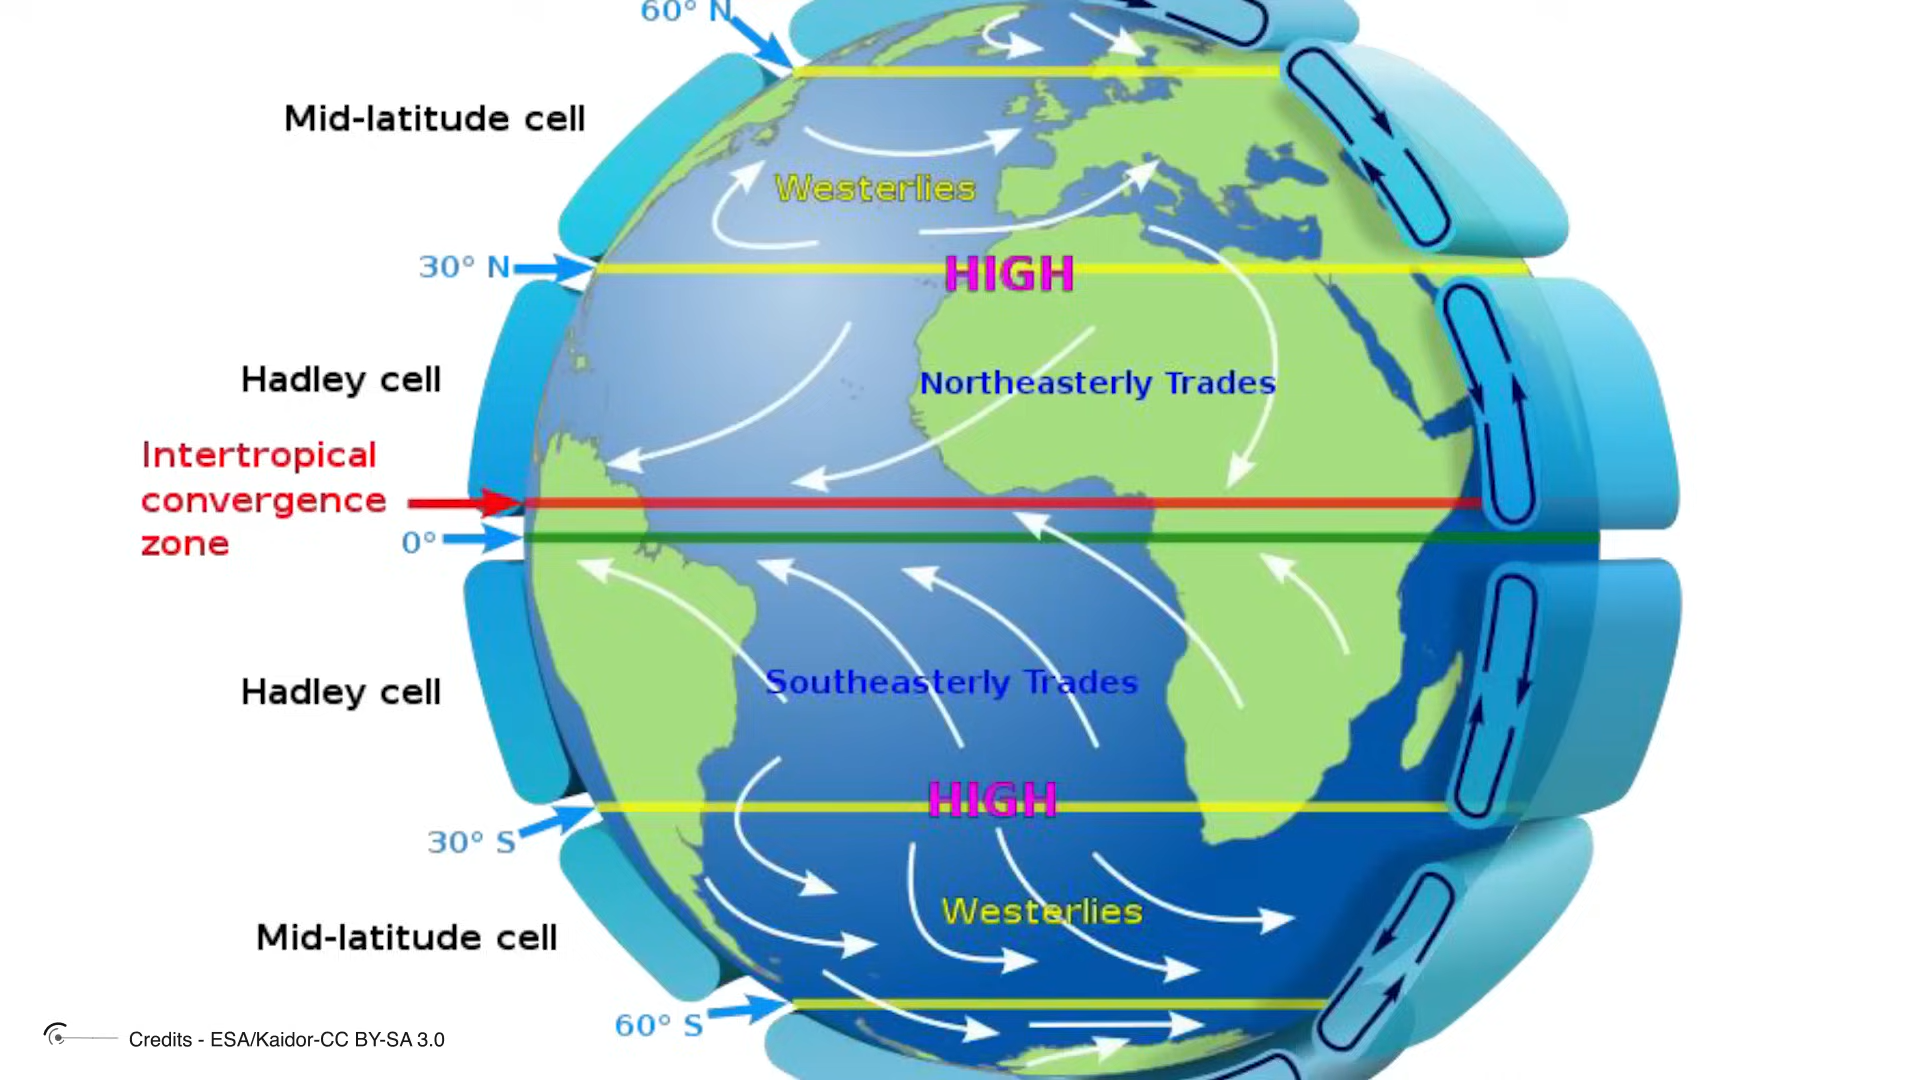 60° N
Mid-latitude cell
Westerlies
30° N
HIGH
Hadley cell
Northeasterly Trades
Intertropical
convergence
zone
0°
Hadley cell
Southeasterly Trades
HIGH
30° S
Westerlies
Mid-latitude cell
60° S
Credits - ESA/Kaidor-CC BY-SA 3.0